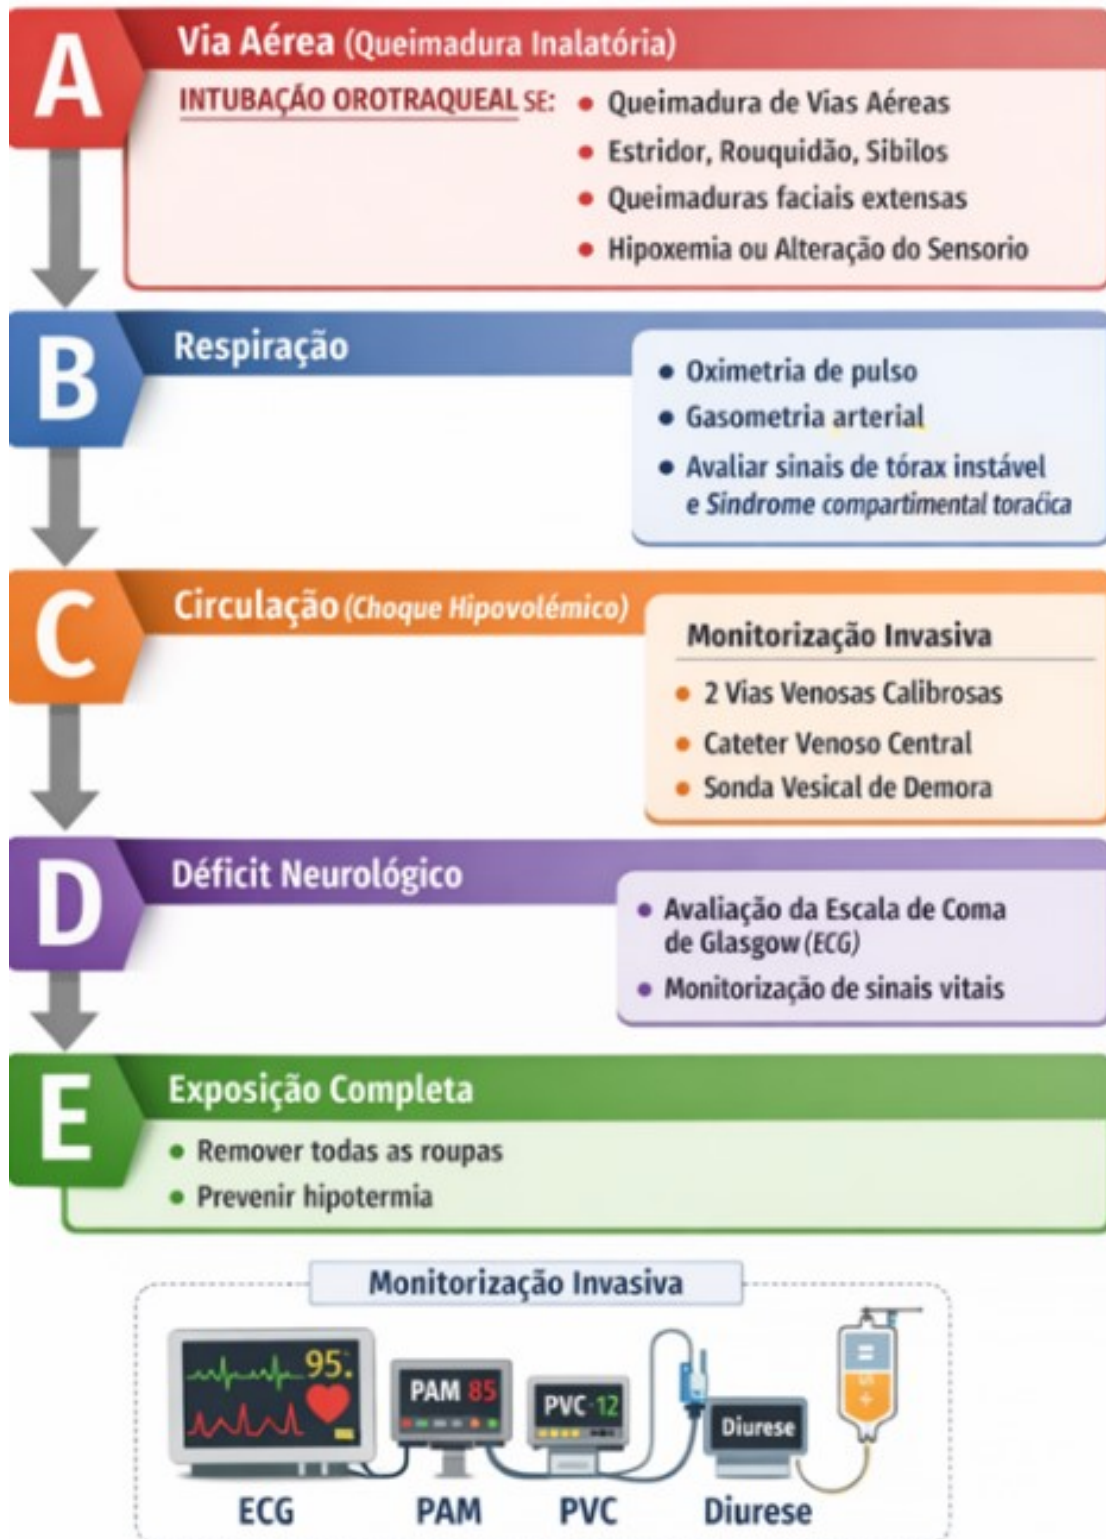 A
Via Aérea (Queimadura Inalatória)
INTUBAÇÁO OROTRAQUEAL SE:
• Queimadura de Vias Aéreas
• Estridor, Rouquidão, Sibilos
• Queimaduras faciais extensas
• Hipoxemia ou Alteração do Sensorio
B
Respiração
• Oximetria de pulso
• Gasometria arterial
• Avaliar sinais de tórax instável
e Sindrome compartimental toraćica
C
Circulação (Choque Hipovolémico)
Monitorização Invasiva
• 2 Vias Venosas Calibrosas
• Cateter Venoso Central
• Sonda Vesical de Demora
D
Déficit Neurológico
• Avaliação da Escala de Coma
de Glasgow (ECG)
• Monitorização de sinais vitais
E
Exposição Completa
• Remover todas as roupas
• Prevenir hipotermia
Monitorização Invasiva
95.
PAM 85
PVC·12
Diurese
ECG
PAM
PVC
Diurese